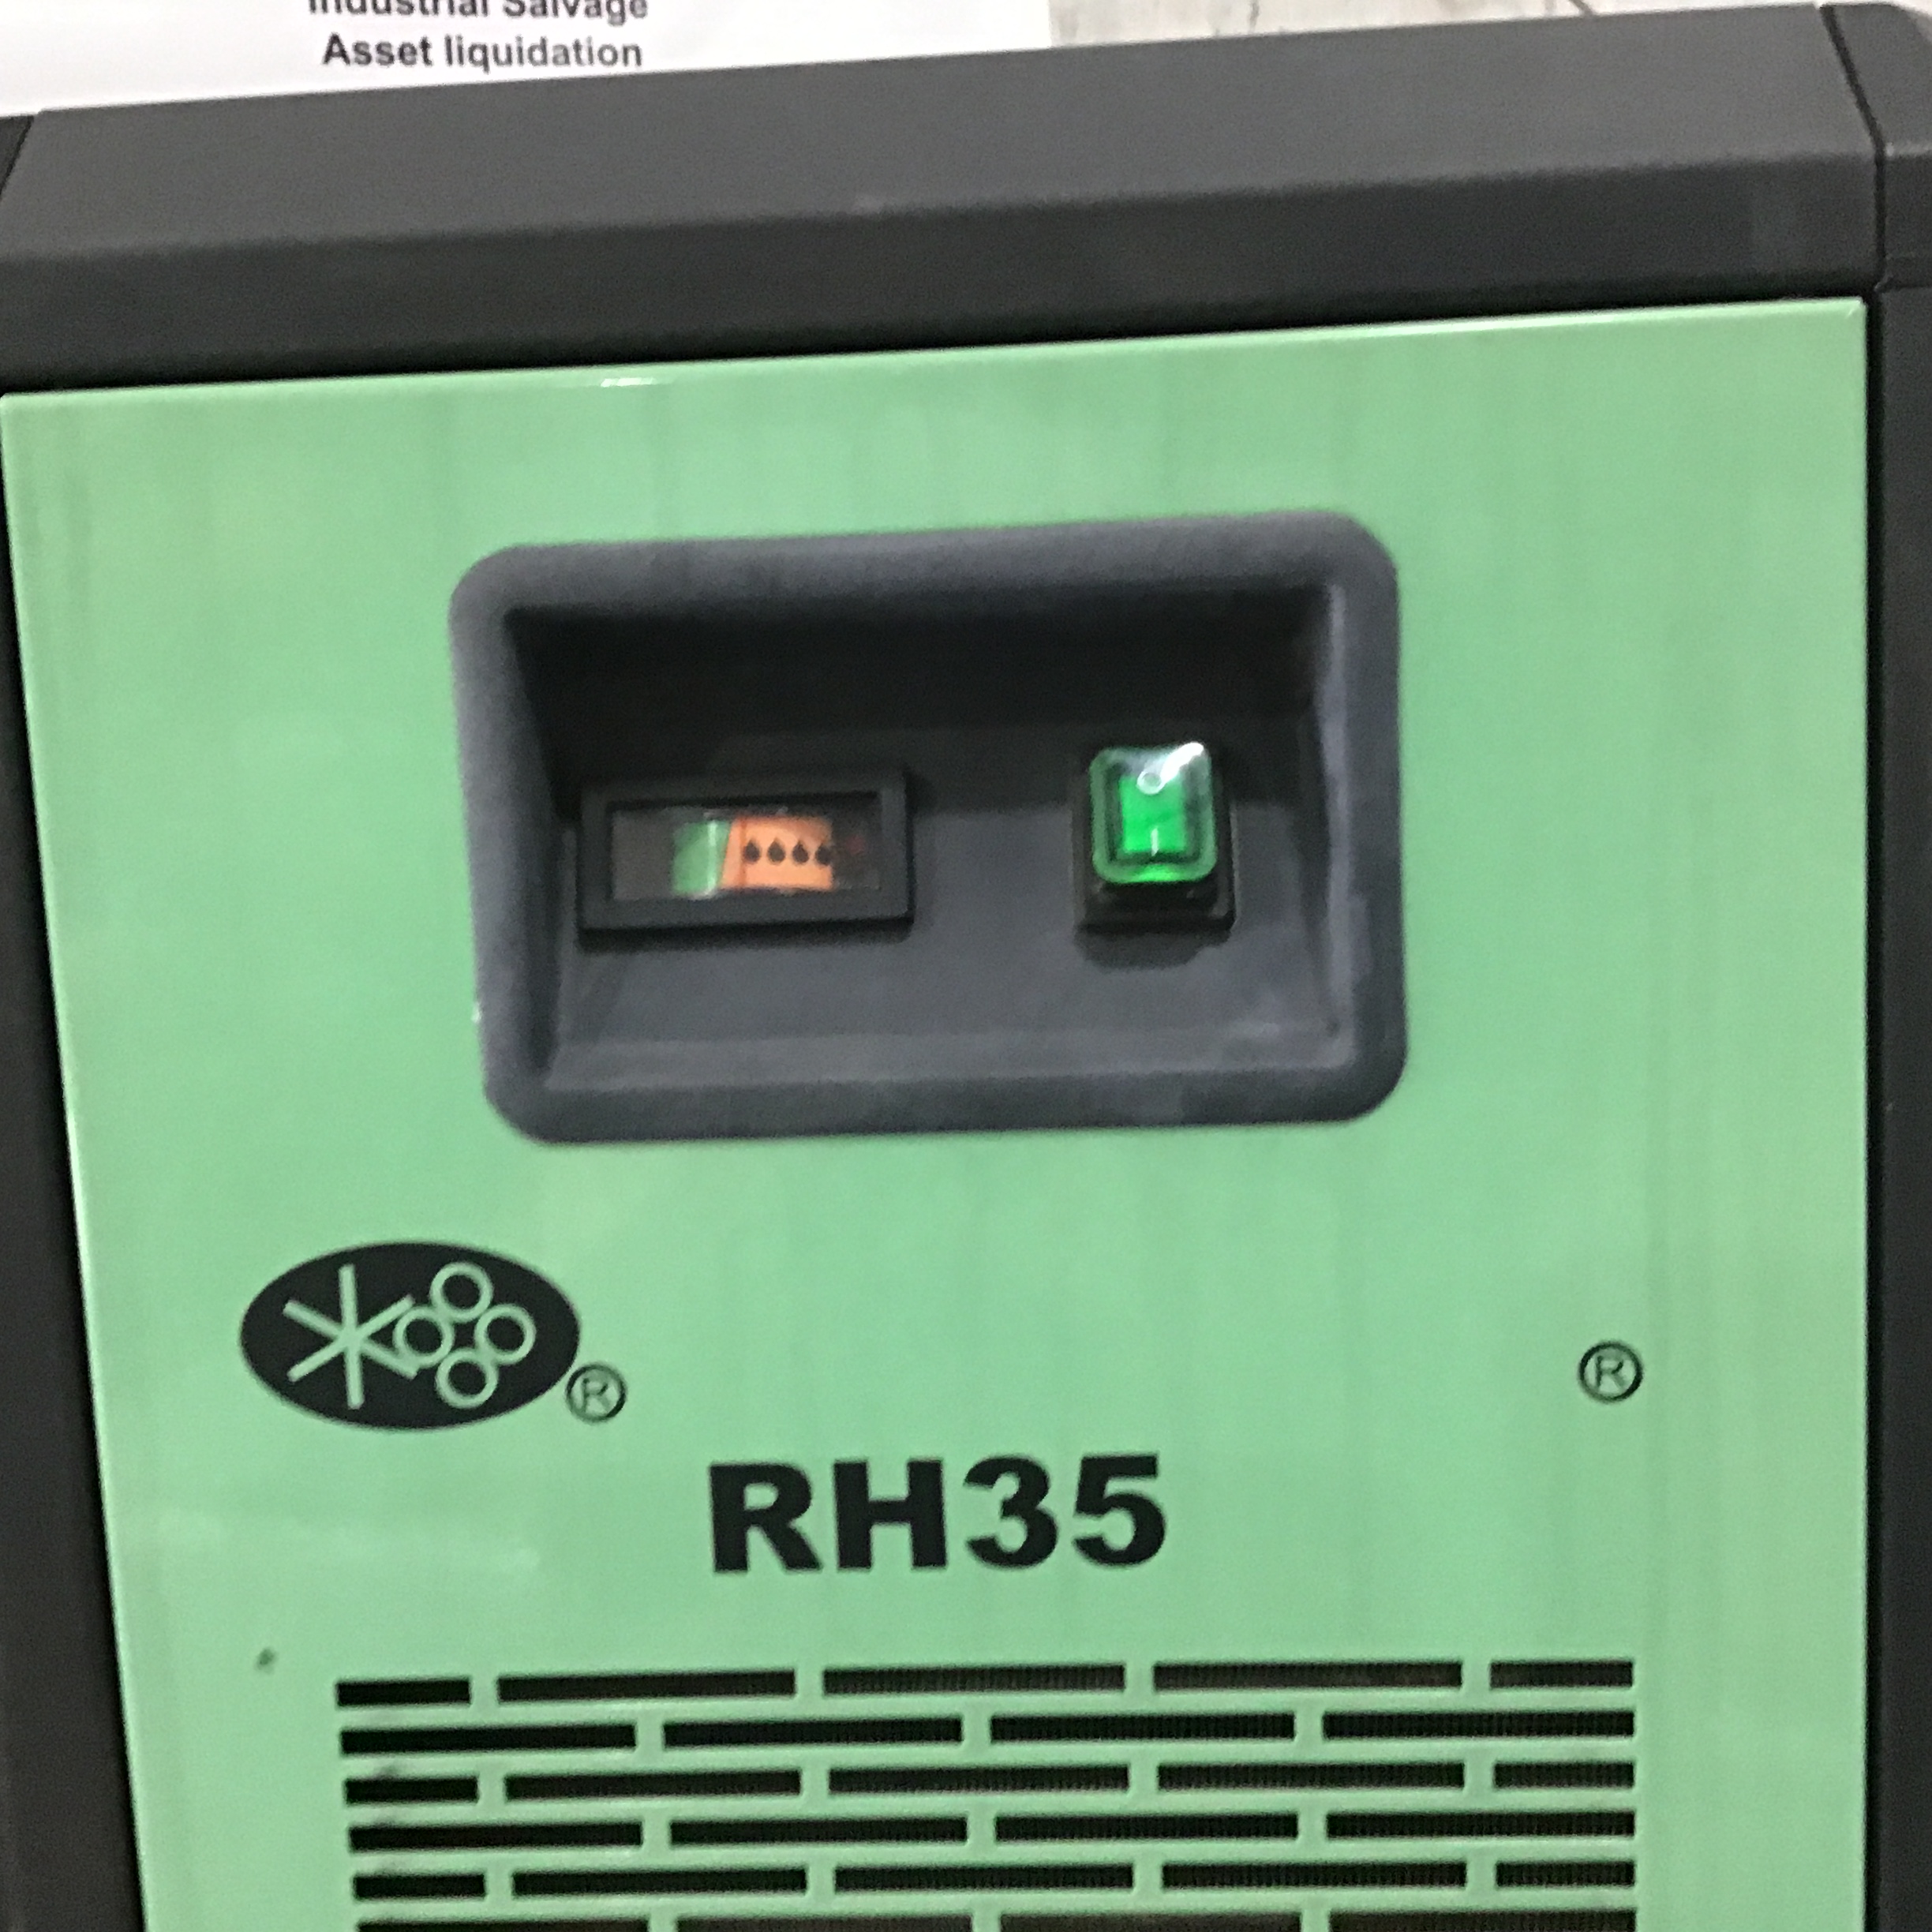 Industrial Salvage
Asset liquidation
®
®
RH35